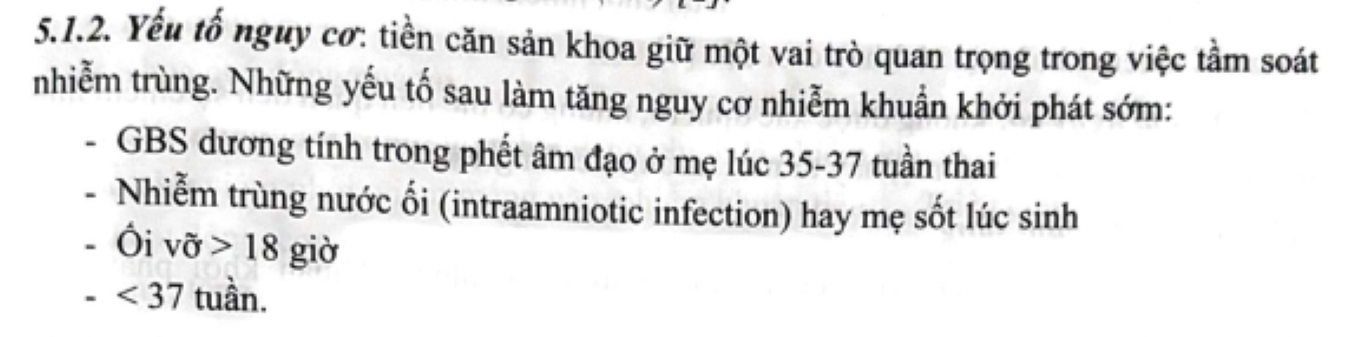 5.1.2. Yếu tố nguy cơ: tiền căn sản khoa giữ một vai trò quan trọng trong việc tầm soát
nhiễm trùng. Những yếu tố sau làm tăng nguy cơ nhiễm khuẩn khởi phát sớm:
- GBS dương tính trong phết âm đạo ở mẹ lúc 35-37 tuần thai
- Nhiễm trùng nước ối (intraamniotic infection) hay mẹ sốt lúc sinh
- Ối vỡ > 18 giờ
- < 37 tuần.